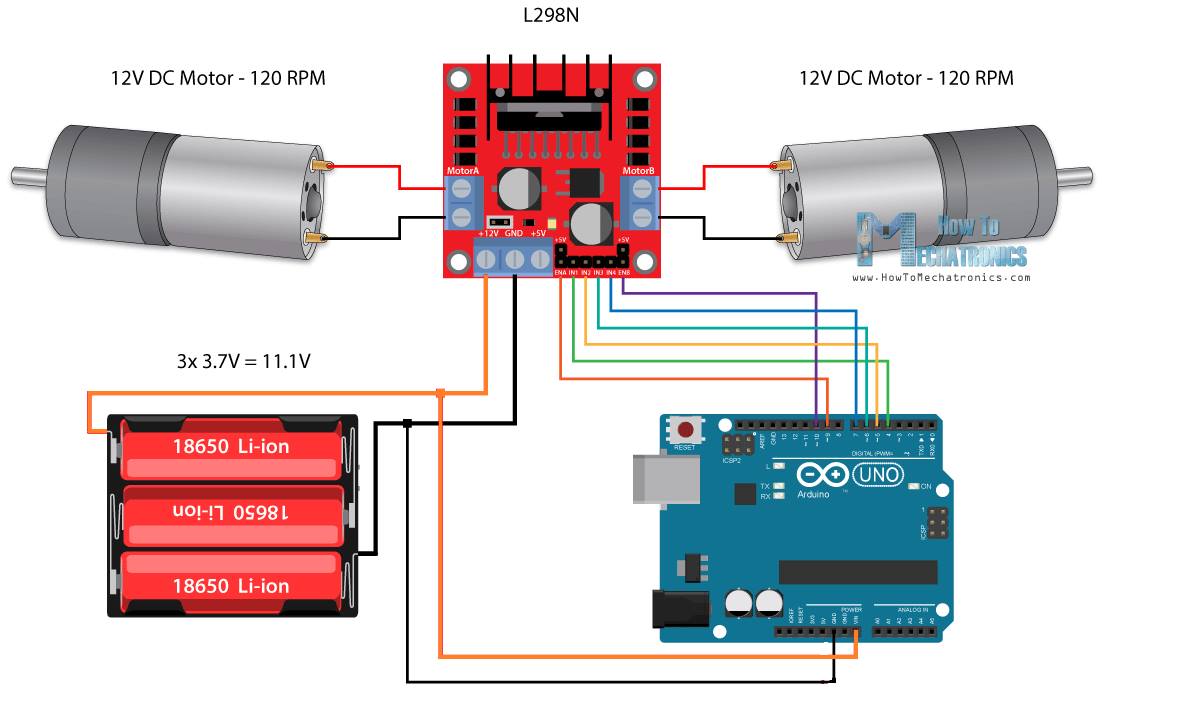 L298N
12V DC Motor - 120 RPM
12V DC Motor - 120 RPM
MotorA
MotorB
+12V GND +5V
+5V +5V
ENA IN1 IN2 IN3 IN4 ENB
How To
MECHATRONICS
www.HowToMechatronics.com
3x 3.7V = 11.1V
18650 Li-ion
18650 Li-ion
18650 Li-ion
RESET
ICSP2
AREF
GND
13
12
~11
~10
~9
8
7
~6
~5
4
~3
2
TX0 ▶ 1
RX0 ◀ 0
DIGITAL (PWM~
L
TX
RX
Arduino
TM
UNO
ON
1
ICSP
POWER
ANALOG IN
IOREF
RESET
3V3
5V
GND
GND
VIN
A0
A1
A2
A3
A4
A5